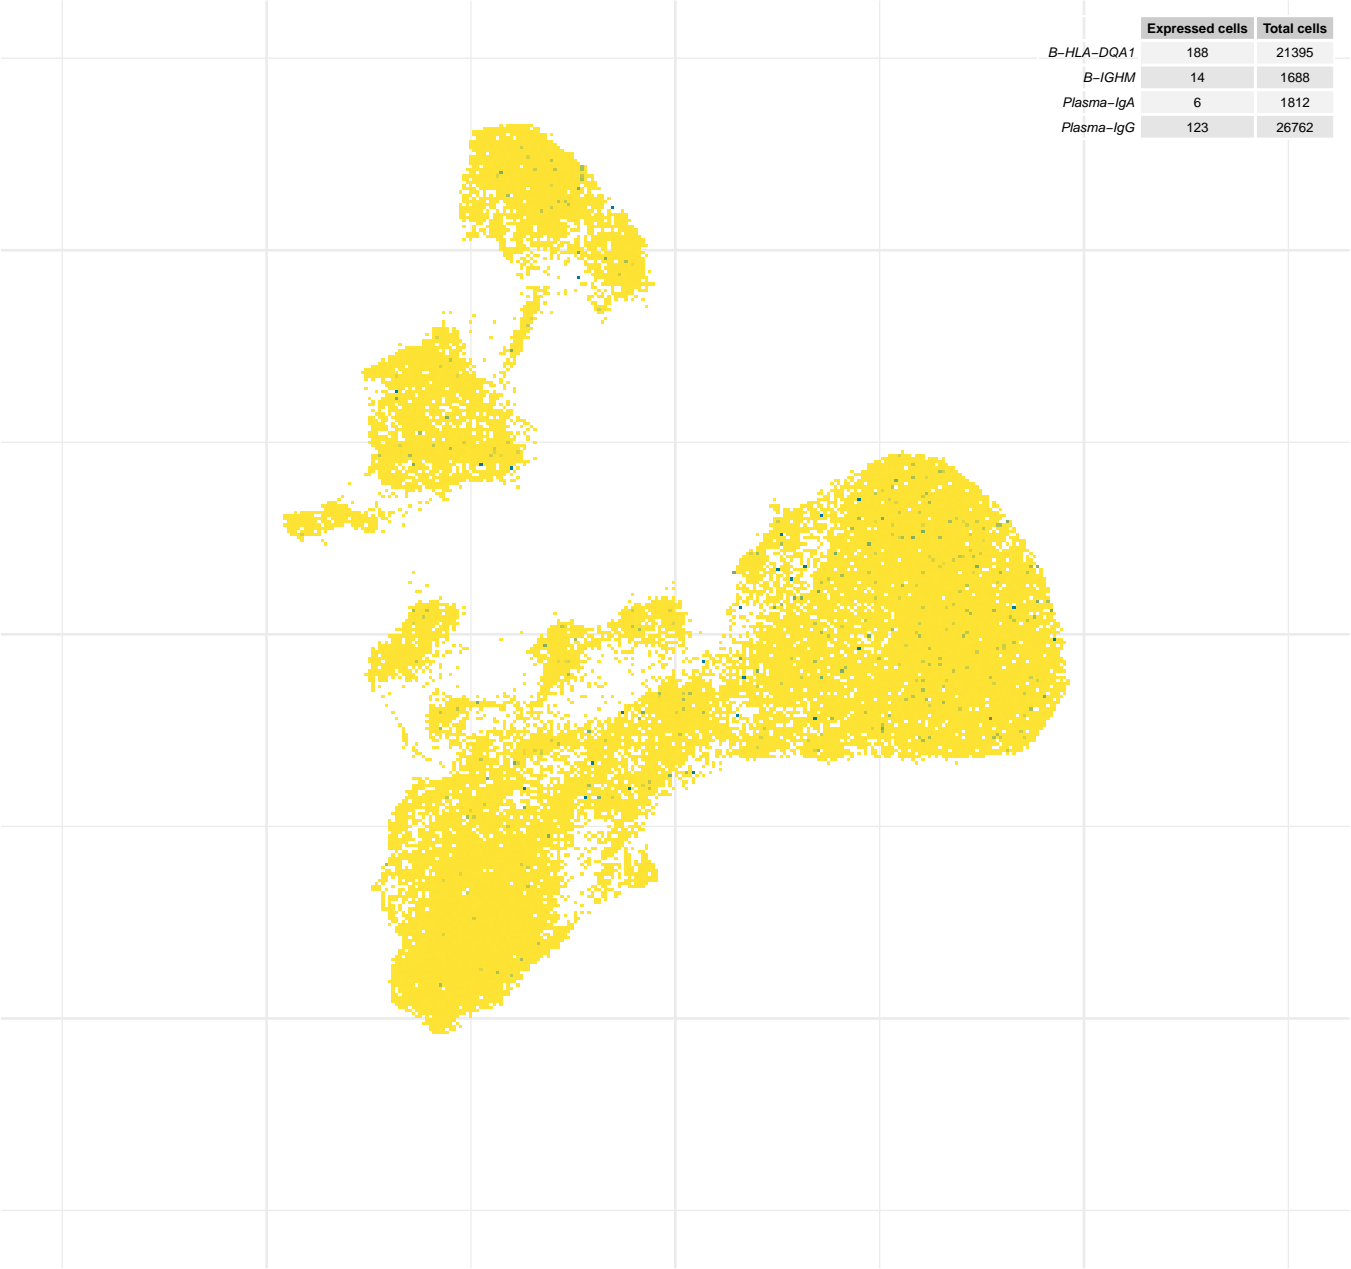 Expressed cells Total cells
B−HLA−DQA1 188 21395
B−IGHM 14 1688
Plasma−IgA 6 1812
Plasma−IgG 123 26762